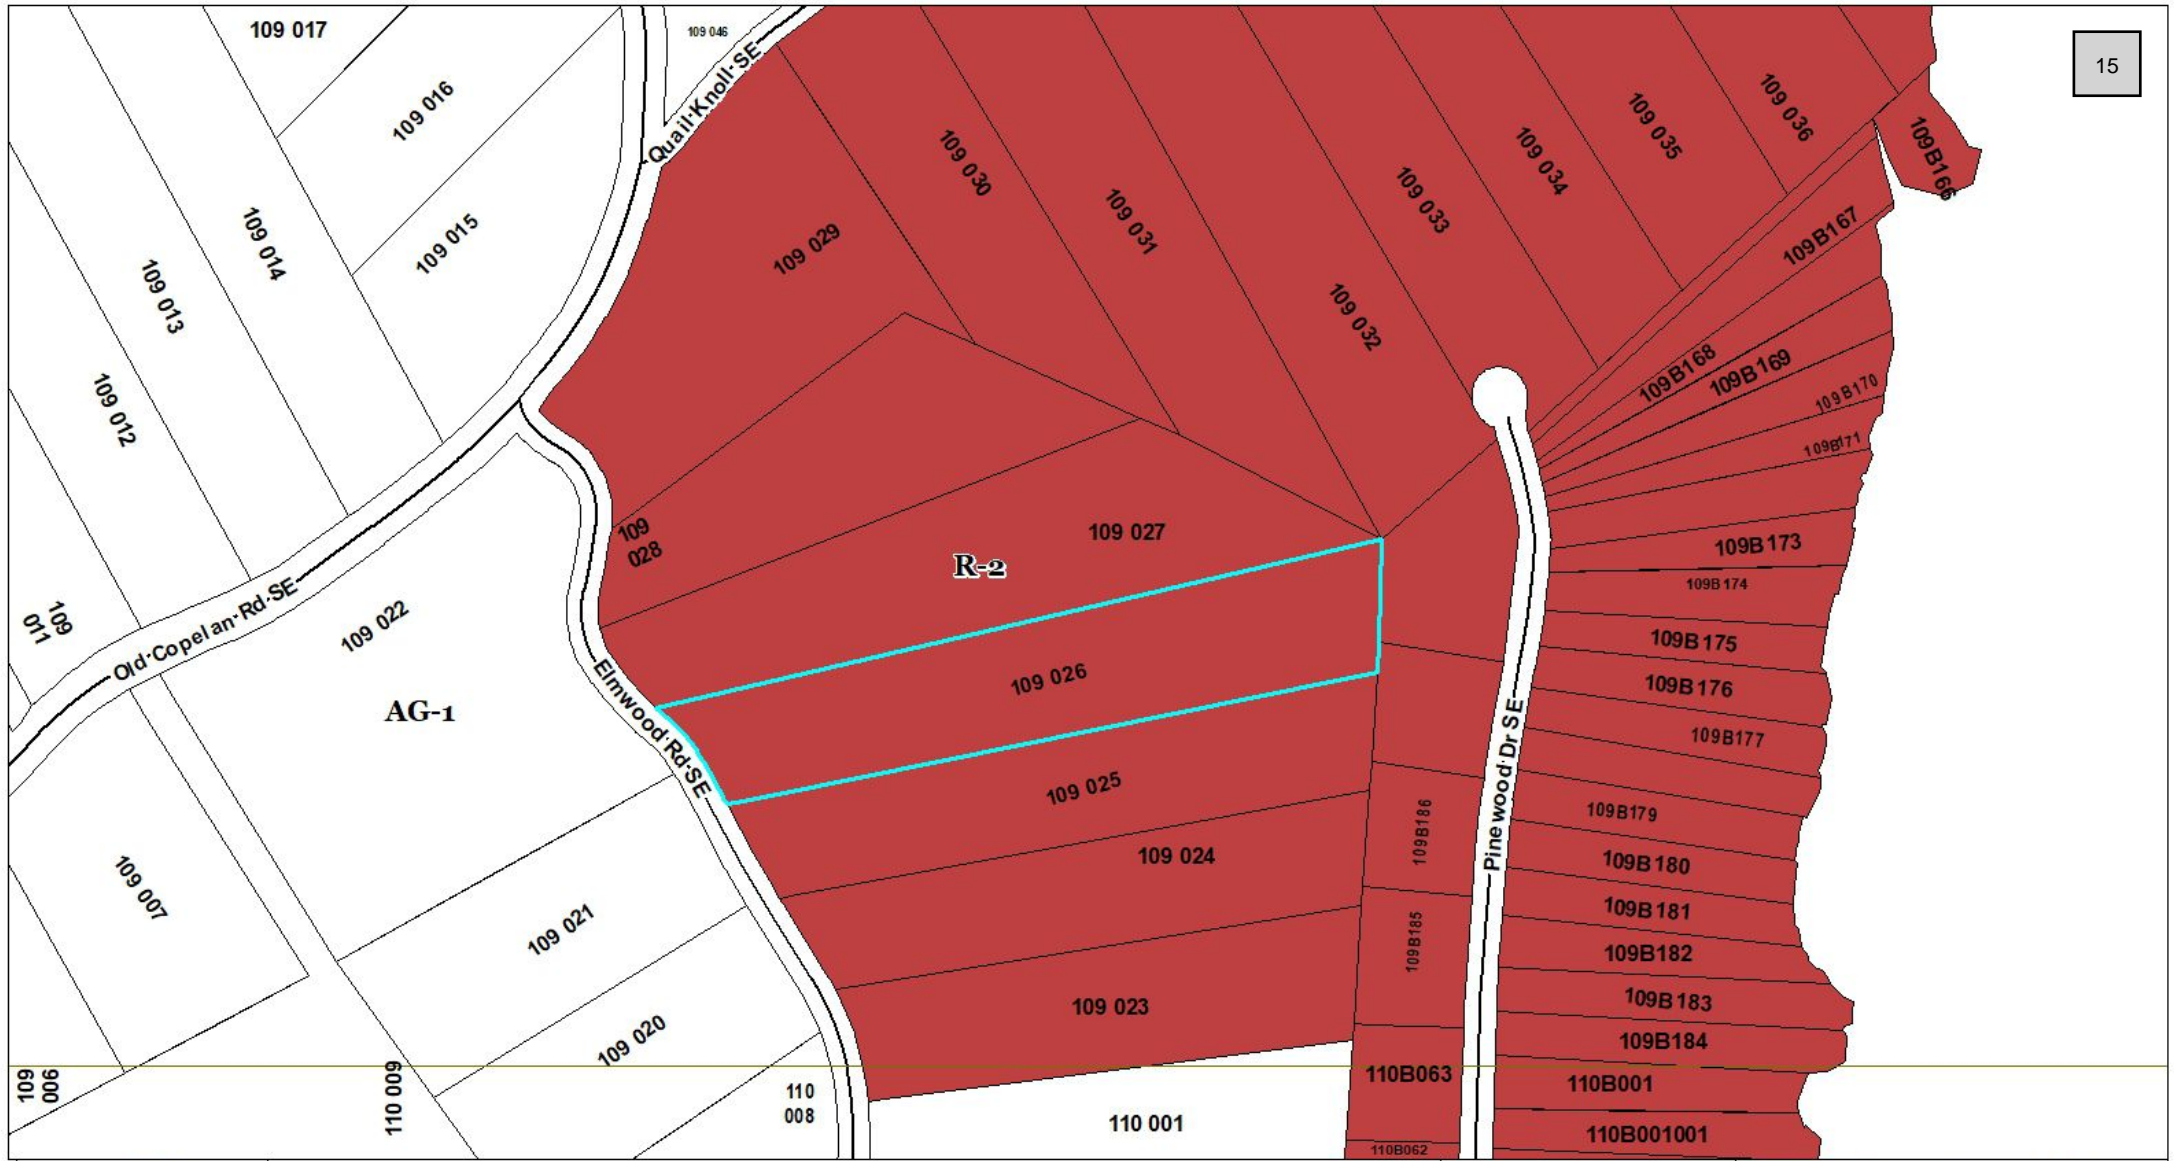 109 017
109 046
15
109 016
Quail Knoll SE
109 036
109 035
109 034
109B166
109 030
109 031
109 033
109 014
109 015
109 029
109B167
109 013
109 032
109B168
109B169
109B170
109 012
109B171
109
028
109 027
R-2
109B173
109B174
109
011
Old Copelan Rd SE
109 022
109B175
109 026
109B176
AG-1
Elmwood Rd SE
109B177
Pinewood Dr SE
109 025
109B179
109B186
109 024
109B180
109 007
109B181
109 021
109B185
109B182
109B183
109 023
109 020
109B184
109
006
110 009
110B063
110B001
110
008
110 001
110B001001
110B062